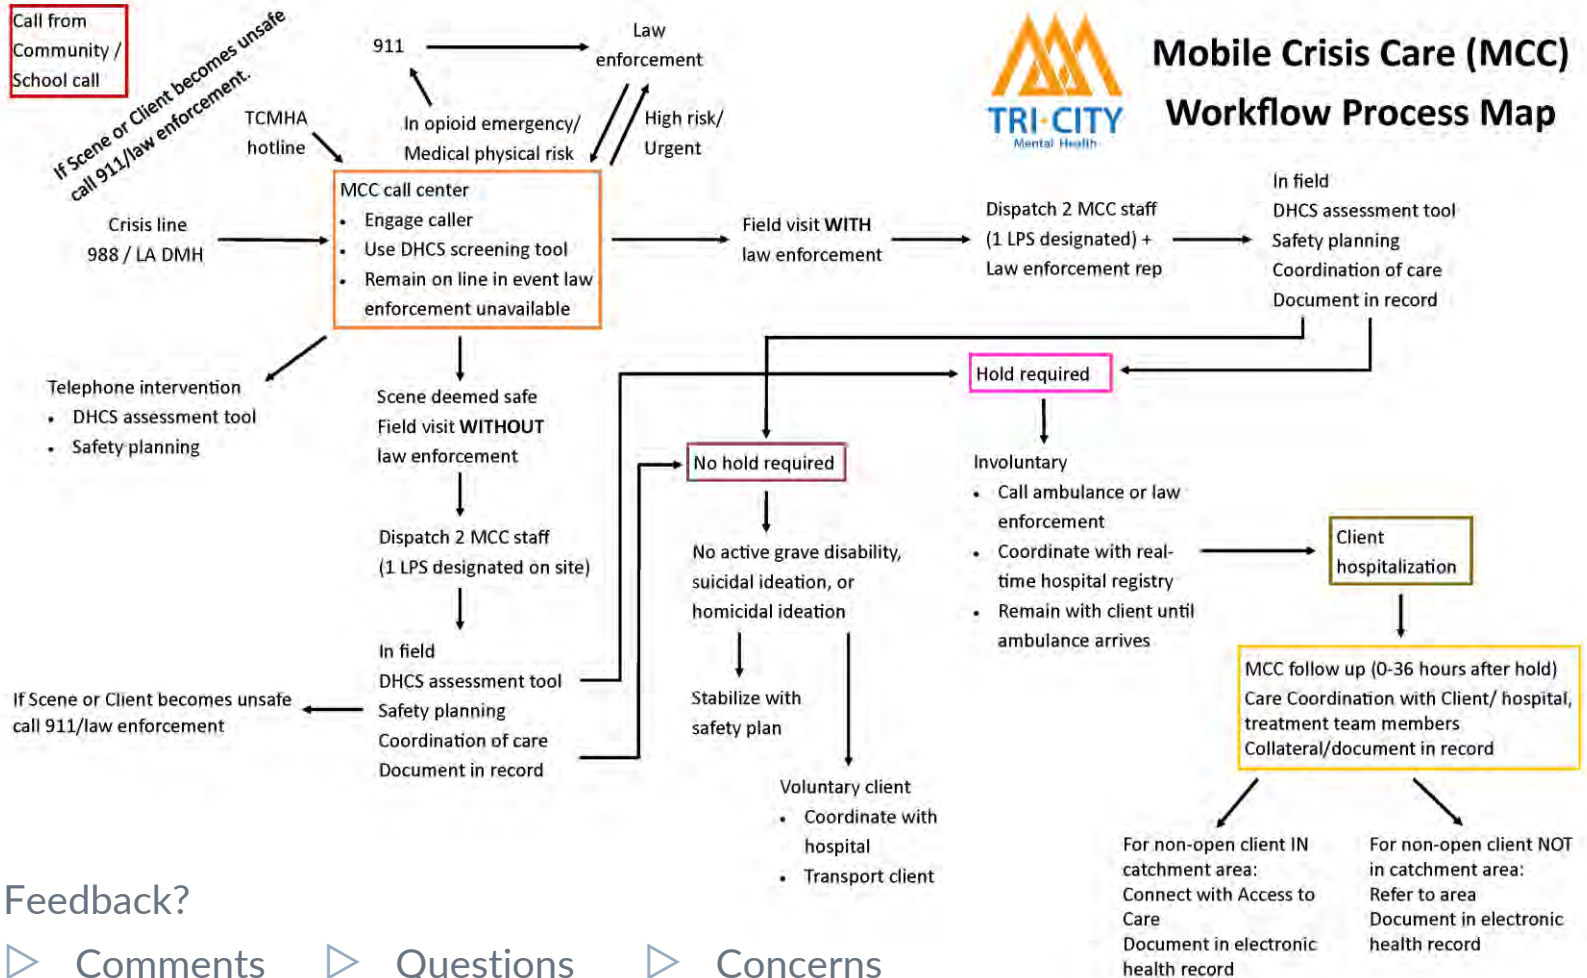 Call from
Community /
School call
If Scene or Client becomes unsafe
call 911/law enforcement.
911
Law
enforcement
TCMHA
hotline
In opioid emergency/
Medical physical risk
High risk/
Urgent
TRI·CITY
Mental Health
Mobile Crisis Care (MCC)
Workflow Process Map
Crisis line
988 / LA DMH
MCC call center
• Engage caller
• Use DHCS screening tool
• Remain on line in event law
enforcement unavailable
Field visit WITH
law enforcement
Dispatch 2 MCC staff
(1 LPS designated) +
Law enforcement rep
In field
DHCS assessment tool
Safety planning
Coordination of care
Document in record
Telephone intervention
• DHCS assessment tool
• Safety planning
Scene deemed safe
Field visit WITHOUT
law enforcement
Dispatch 2 MCC staff
(1 LPS designated on site)
In field
DHCS assessment tool
Safety planning
Coordination of care
Document in record
If Scene or Client becomes unsafe
call 911/law enforcement
No hold required
No active grave disability,
suicidal ideation, or
homicidal ideation
Stabilize with
safety plan
Voluntary client
• Coordinate with
hospital
• Transport client
Hold required
Involuntary
• Call ambulance or law
enforcement
• Coordinate with real-
time hospital registry
• Remain with client until
ambulance arrives
Client
hospitalization
MCC follow up (0-36 hours after hold)
Care Coordination with Client/ hospital,
treatment team members
Collateral/document in record
For non-open client IN
catchment area:
Connect with Access to
Care
Document in electronic
health record
For non-open client NOT
in catchment area:
Refer to area
Document in electronic
health record
Feedback?
Comments
Questions
Concerns